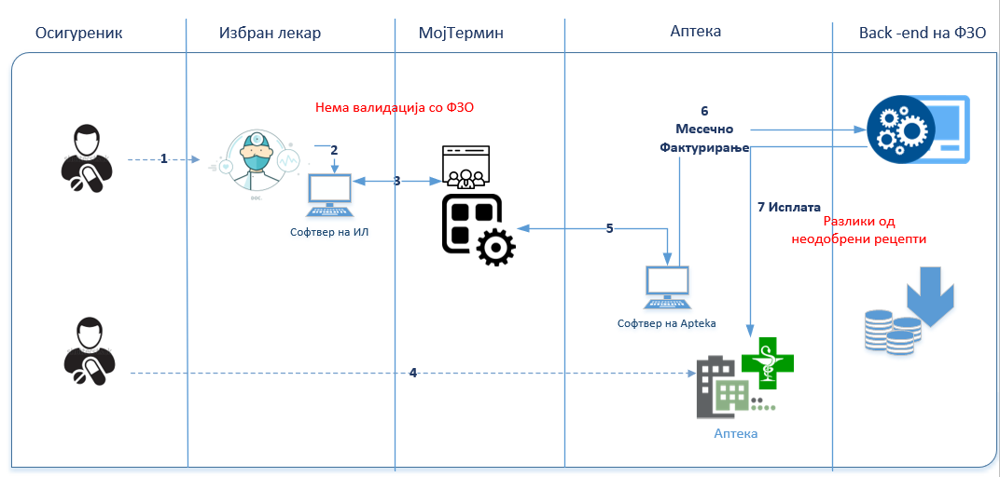 Осигуреник
Избран лекар
МојТермин
Аптека
Back -end на ФЗО
Нема валидација со ФЗО
6
Месечно
Фактурирање
1
2
3
SOC.
Софтвер на ИЛ
7 Исплата
Разлики од
неодобрени рецепти
5
Софтвер на Apteka
4
Аптека